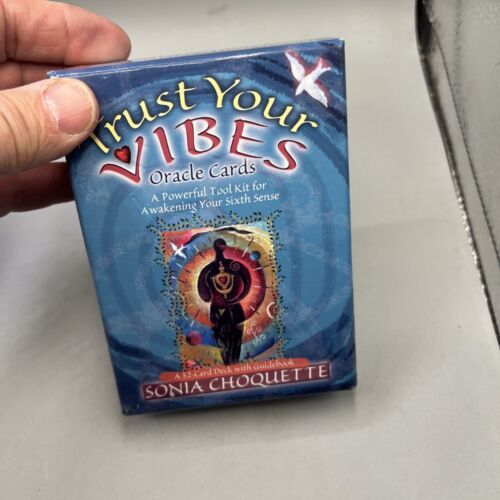 Trust Your
VIBES
Oracle Cards
A Powerful Tool Kit for
Awakening Your Sixth Sense
A 52-Card Deck with Guidebook
SONIA CHOQUETTE